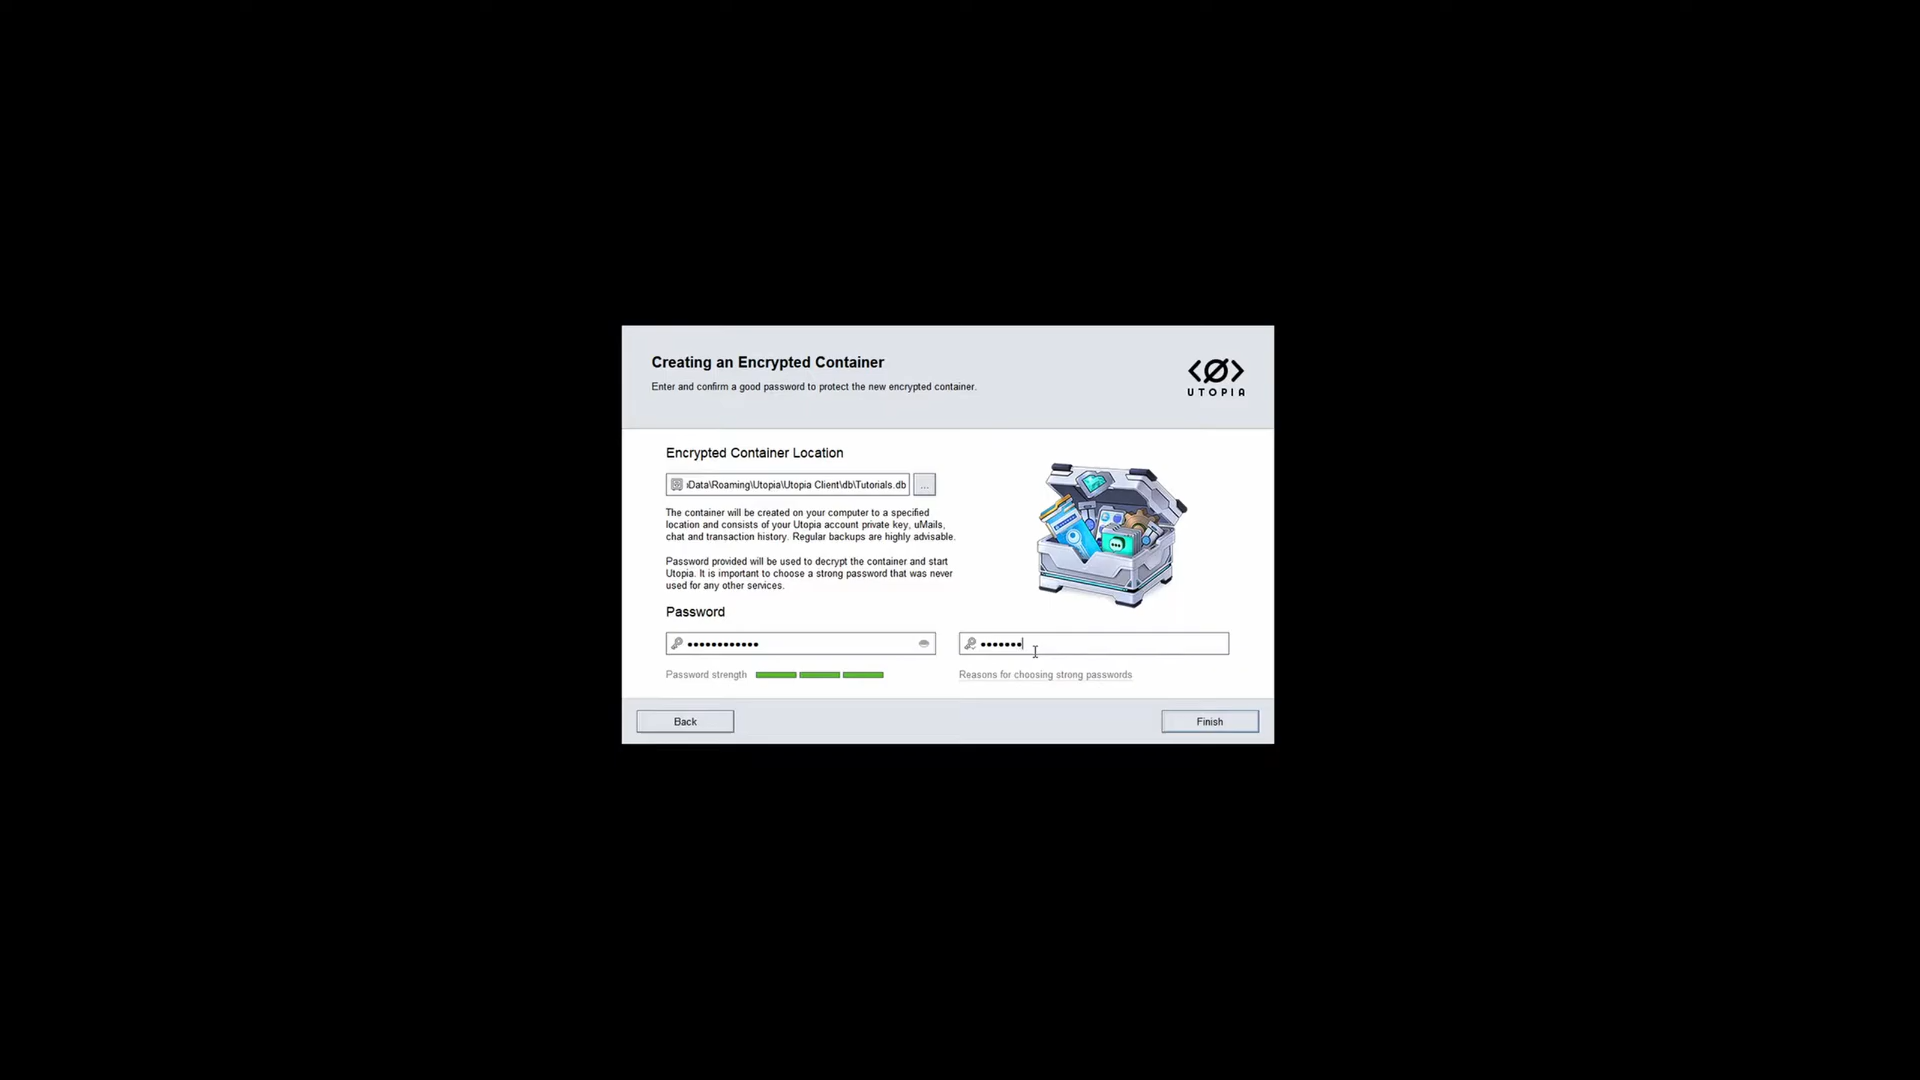 Creating an Encrypted Container
Enter and confirm a good password to protect the new encrypted container.
UTOPIA
Encrypted Container Location
Data\Roaming\Utopia\Utopia Client\db\Tutorials.db
...
The container will be created on your computer to a specified
location and consists of your Utopia account private key, uMails,
chat and transaction history. Regular backups are highly advisable.
Password provided will be used to decrypt the container and start
Utopia. It is important to choose a strong password that was never
used for any other services.
Password
••••••••••••
•••••••
Password strength
Reasons for choosing strong passwords
Back
Finish